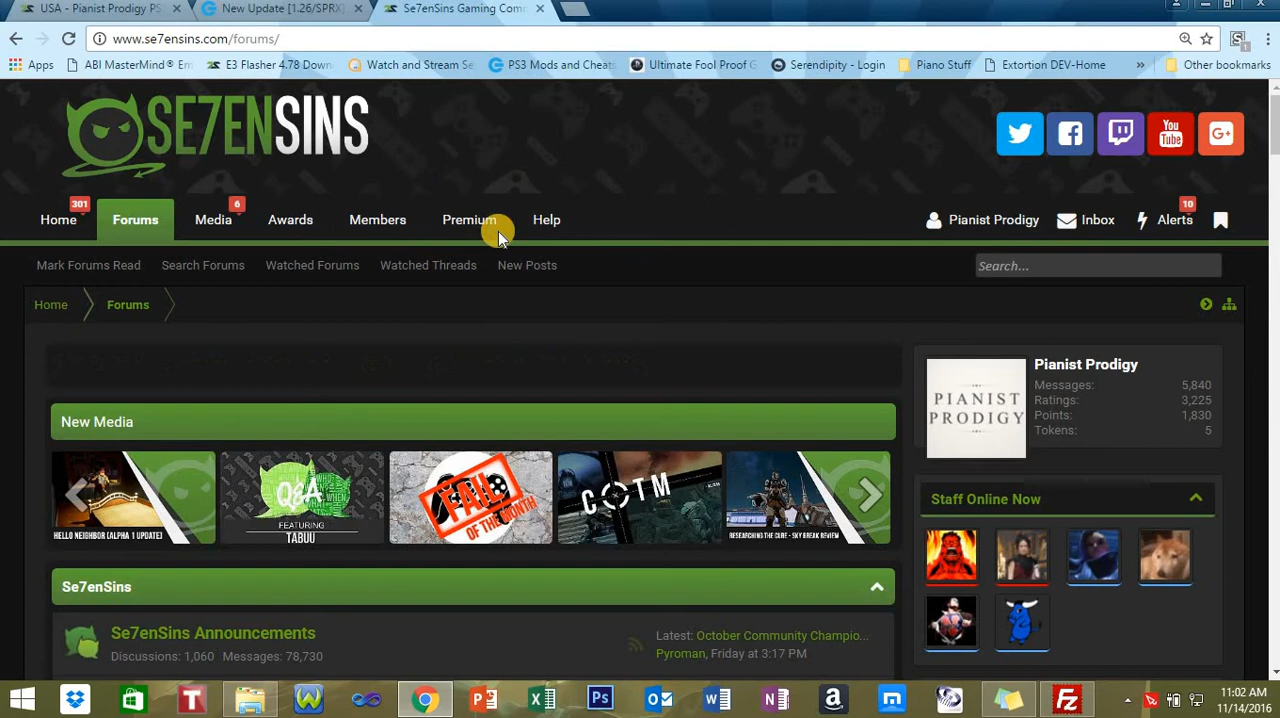 USA - Pianist Prodigy PS
New Update [1.26/SPRX]
Se7enSins Gaming Com
www.se7ensins.com/forums/
Apps
ABI MasterMind® Em
E3 Flasher 4.78 Down
Watch and Stream Se
PS3 Mods and Cheats
Ultimate Fool Proof G
Serendipity - Login
Piano Stuff
Extortion DEV-Home
»
Other bookmarks
SE7ENSINS
You Tube
G+
301
6
10
Home
Forums
Media
Awards
Members
Premium
Help
Pianist Prodigy
Inbox
Alerts
Mark Forums Read
Search Forums
Watched Forums
Watched Threads
New Posts
Search...
Home
Forums
Pianist Prodigy
Messages: 5,840
Ratings: 3,225
Points: 1,830
Tokens: 5
PIANIST
PRODIGY
New Media
HELLO NEIGHBOR [ALPHA 1 UPDATE]
Q&A
FEATURING
TABUU
FAIL
OF THE MONTH
COTM
RESEARCHING THE CURE - SKY BREAK REVIEW
Staff Online Now
Se7enSins
Se7enSins Announcements
Discussions: 1,060 Messages: 78,730
Latest: October Community Champio...
Pyroman, Friday at 3:17 PM
11:02 AM
11/14/2016